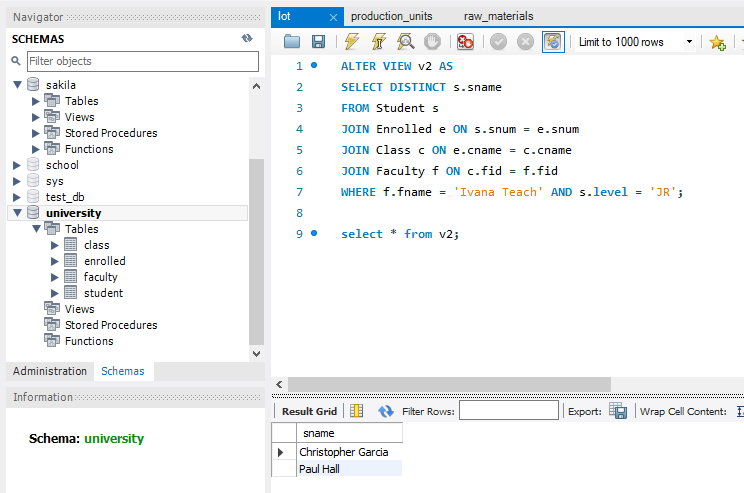 Navigator
SCHEMAS
Filter objects
sakila
Tables
Views
Stored Procedures
Functions
school
sys
test_db
university
Tables
class
enrolled
faculty
student
Views
Stored Procedures
Functions
Administration Schemas
Information
Schema: university
lot production_units raw_materials
Limit to 1000 rows
1 ALTER VIEW v2 AS
2 SELECT DISTINCT s.sname
3 FROM Student s
4 JOIN Enrolled e ON s.snum = e.snum
5 JOIN Class c ON e.cname = c.cname
6 JOIN Faculty f ON c.fid = f.fid
7 WHERE f.fname = 'Ivana Teach' AND s.level = 'JR';
8
9 select * from v2;
Result Grid Filter Rows: Export: Wrap Cell Content:
sname
Christopher Garcia
Paul Hall